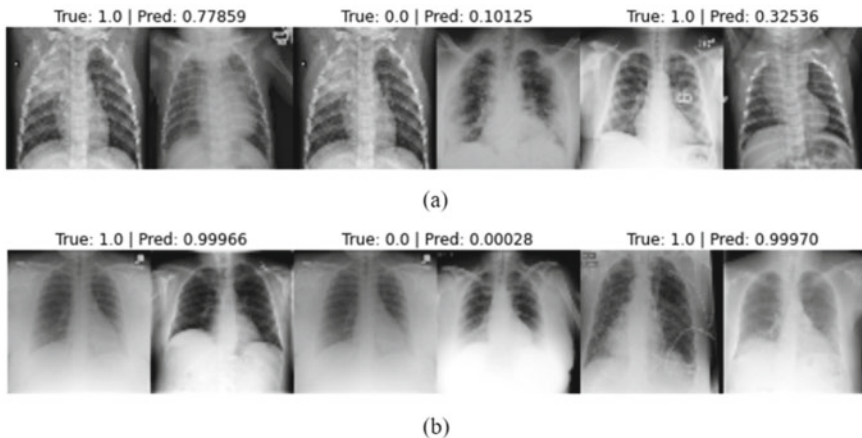 True: 1.0 | Pred: 0.77859 True: 0.0 | Pred: 0.10125 True: 1.0 | Pred: 0.32536
(a)
True: 1.0 | Pred: 0.99966 True: 0.0 | Pred: 0.00028 True: 1.0 | Pred: 0.99970
(b)